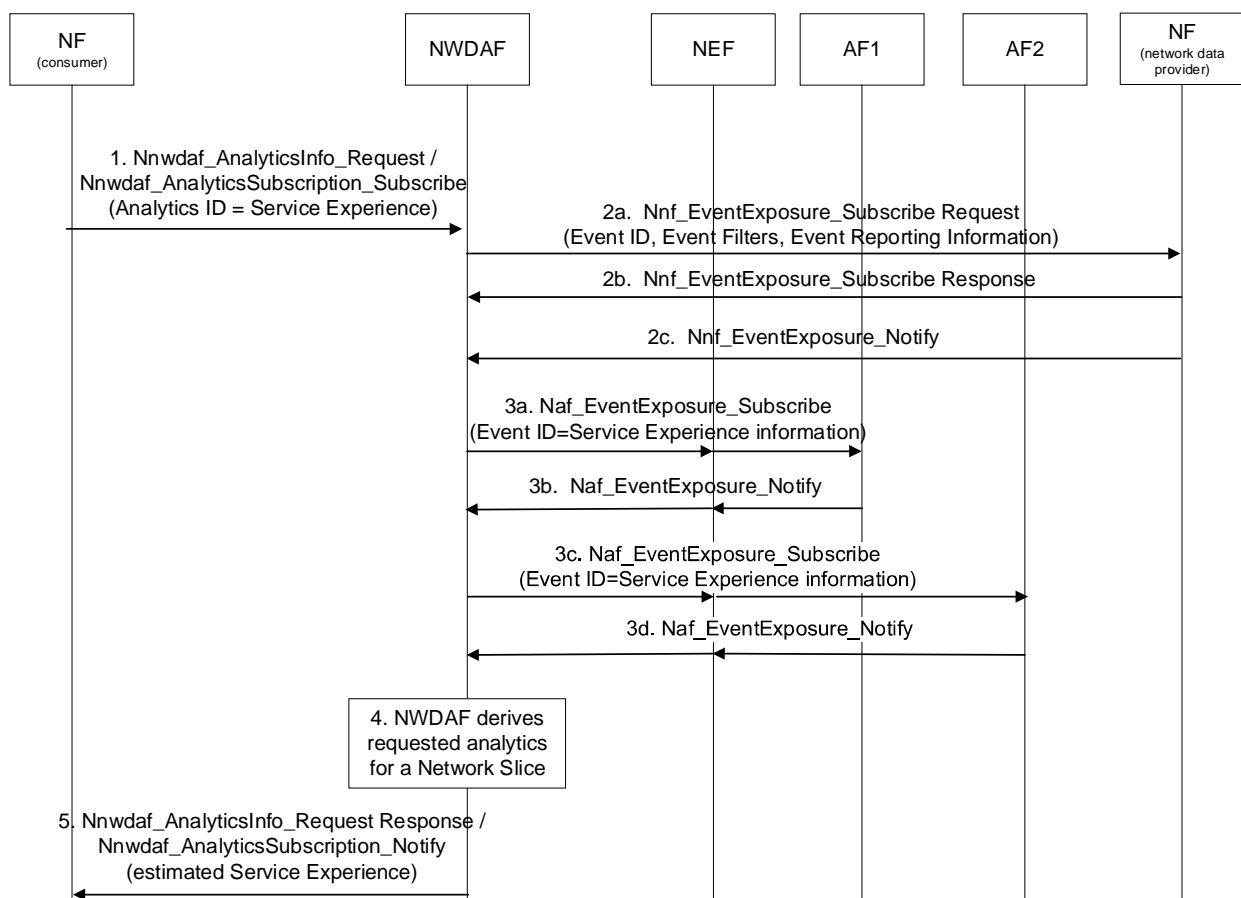 NF
(consumer)
NWDAF
NEF
AF1
AF2
NF
(network data
provider)
1. Nnwdaf_AnalyticsInfo_Request /
Nnwdaf_AnalyticsSubscription_Subscribe
(Analytics ID = Service Experience)
2a. Nnf_EventExposure_Subscribe Request
(Event ID, Event Filters, Event Reporting Information)
2b. Nnf_EventExposure_Subscribe Response
2c. Nnf_EventExposure_Notify
3a. Naf_EventExposure_Subscribe
(Event ID=Service Experience information)
3b. Naf_EventExposure_Notify
3c. Naf_EventExposure_Subscribe
(Event ID=Service Experience information)
3d. Naf_EventExposure_Notify
4. NWDAF derives
requested analytics
for a Network Slice
5. Nnwdaf_AnalyticsInfo_Request Response /
Nnwdaf_AnalyticsSubscription_Notify
(estimated Service Experience)